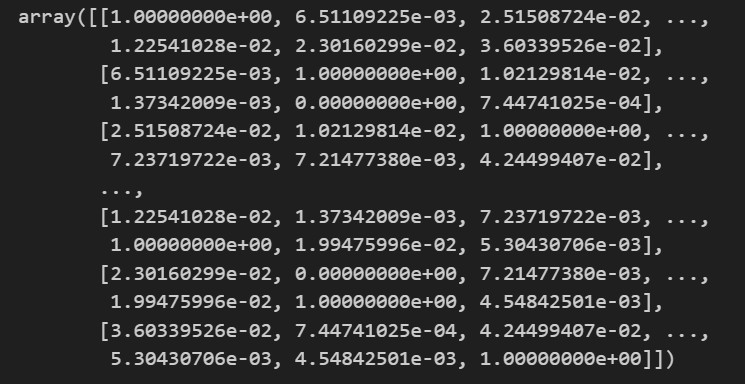 array([[1.00000000e+00, 6.51109225e-03, 2.51508724e-02, ...,
1.22541028e-02, 2.30160299e-02, 3.60339526e-02],
[6.51109225e-03, 1.00000000e+00, 1.02129814e-02, ...,
1.37342009e-03, 0.00000000e+00, 7.44741025e-04],
[2.51508724e-02, 1.02129814e-02, 1.00000000e+00, ...,
7.23719722e-03, 7.21477380e-03, 4.24499407e-02],
...,
[1.22541028e-02, 1.37342009e-03, 7.23719722e-03, ...,
1.00000000e+00, 1.99475996e-02, 5.30430706e-03],
[2.30160299e-02, 0.00000000e+00, 7.21477380e-03, ...,
1.99475996e-02, 1.00000000e+00, 4.54842501e-03],
[3.60339526e-02, 7.44741025e-04, 4.24499407e-02, ...,
5.30430706e-03, 4.54842501e-03, 1.00000000e+00]])